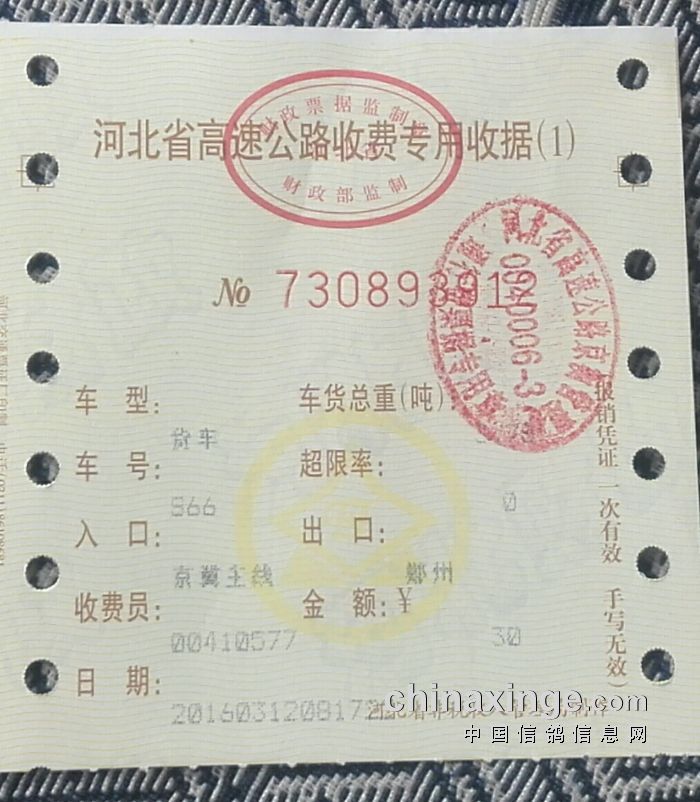 财政票据监制章
河北省高速公路收费专用收据(1)
财政部监制
№ 730893912
0940006-3
车 型: 车货总重(吨):
货车
车 号: 超限率:
866 0
入 口: 出 口:
京冀主线 鄚州
收费员: 金 额:¥
00410577 30
日 期:
201603120817
报销凭证 一次有效 手写无效)
chinaxinge.com
中国信鸽信息网